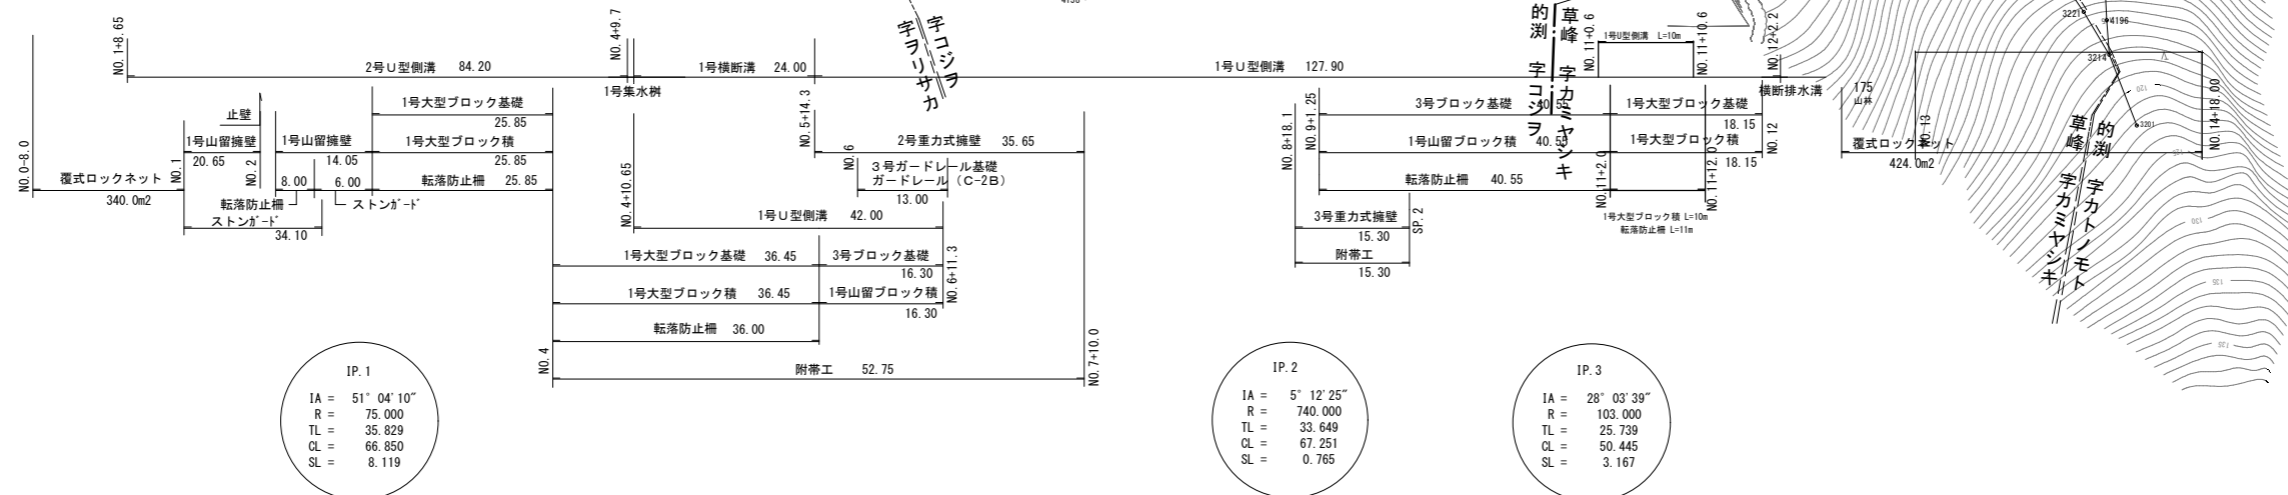 NO.1+8.65
NO.4+9.7
2号U型側溝 84.20
1号横断溝 24.00
1号U型側溝 127.90
1号U型側溝 L=10m
NO.11+0.6
NO.11+10.6
NO.12+2.2
字コジヲ
字ヲリサカ
的渕 字コジヲ
草峰 字カミヤシキ
3221
4196
3214
3201
1号集水桝
横断排水溝
175
山林
止壁
1号大型ブロック基礎
25.85
1号山留擁壁
20.65
1号山留擁壁
14.05
1号大型ブロック積
25.85
NO.0-8.0
NO.1
NO.2
覆式ロックネット
340.0m2
8.00
6.00
転落防止柵 25.85
転落防止柵
ストンガード
ストンガード
34.10
NO.5+14.3
2号重力式擁壁 35.65
NO.6
3号ガードレール基礎
ガードレール (C-2B)
13.00
NO.4+10.65
1号U型側溝 42.00
1号大型ブロック基礎 36.45
3号ブロック基礎
16.30
1号大型ブロック積 36.45
1号山留ブロック積
16.30
NO.6+11.3
転落防止柵 36.00
附帯工 52.75
NO.4
NO.7+10.0
NO.8+18.1
NO.9+1.25
3号ブロック基礎 40.55
1号大型ブロック基礎
18.15
1号山留ブロック積 40.55
1号大型ブロック積
18.15
NO.12
転落防止柵 40.55
NO.11+2.0
NO.11+12.0
1号大型ブロック積 L=10m
転落防止柵 L=11m
3号重力式擁壁
15.30
SP.2
附帯工
15.30
覆式ロックネット
424.0m2
NO.13
NO.14+18.00
的渕 字カトノモト
草峰 字カミヤシキ
120
125
130
135
135
IP.1
IA = 51° 04'10"
R = 75.000
TL = 35.829
CL = 66.850
SL = 8.119
IP.2
IA = 5° 12'25"
R = 740.000
TL = 33.649
CL = 67.251
SL = 0.765
IP.3
IA = 28° 03'39"
R = 103.000
TL = 25.739
CL = 50.445
SL = 3.167